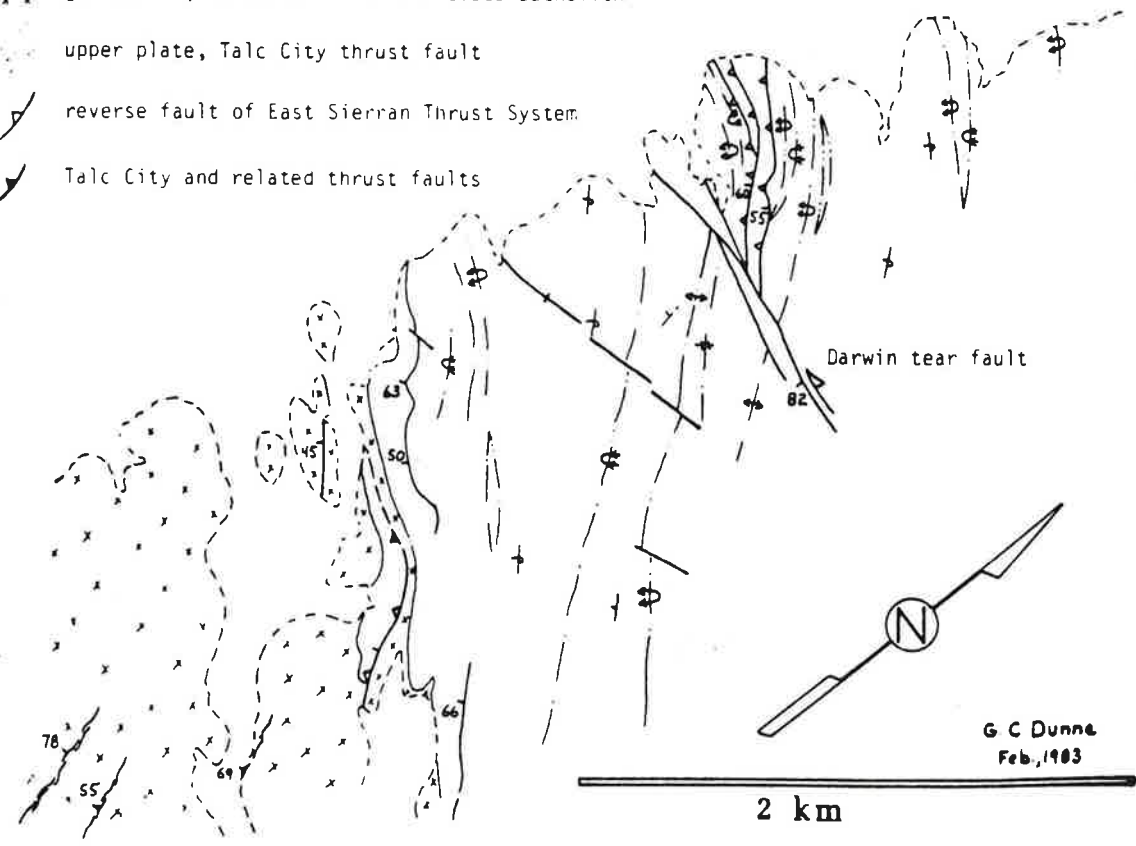 upper plate, Talc City thrust fault
reverse fault of East Sierran Thrust System
Talc City and related thrust faults
55
63
Darwin tear fault
82
45
50
N
66
78
69
55
G C Dunne
Feb., 1983
2 km